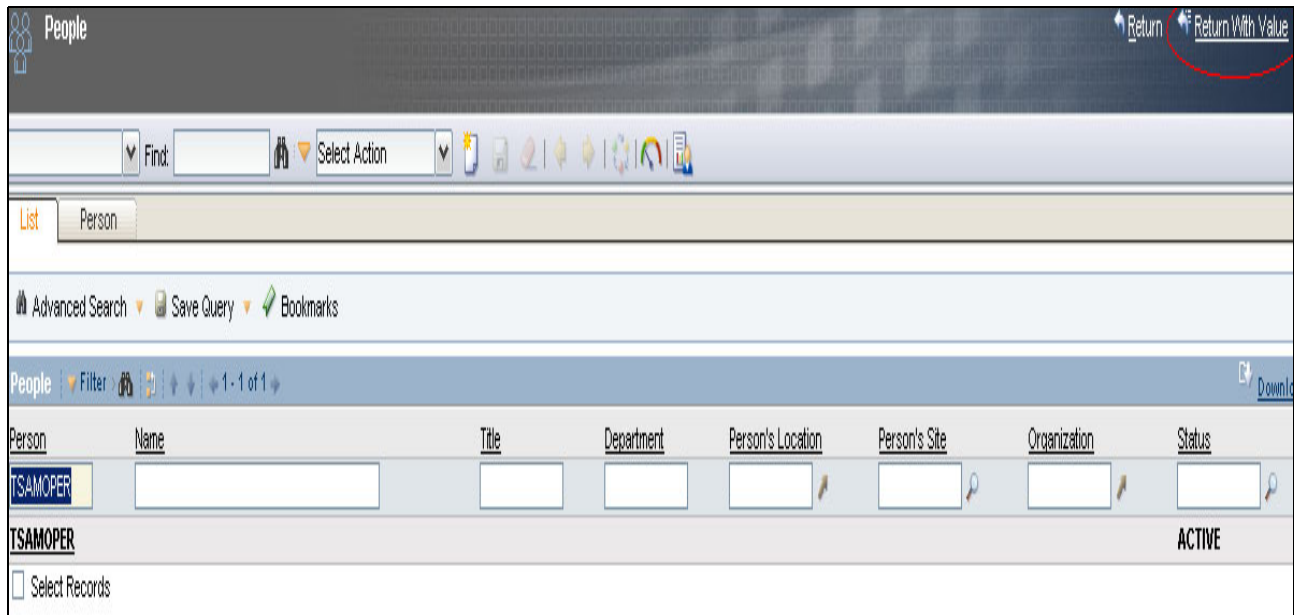 People
Return Return With Value
Find: Select Action
List Person
Advanced Search Save Query Bookmarks
People Filter 1 - 1 of 1
Person Name Title Department Person's Location Person's Site Organization Status
TSAMOPER
TSAMOPER ACTIVE
Select Records